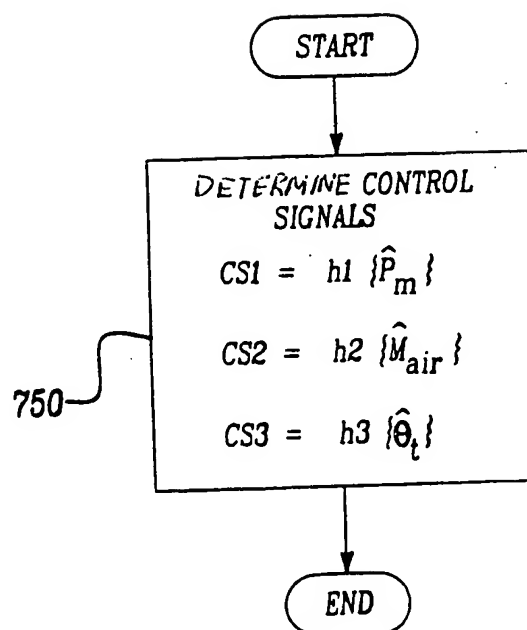 START
DETERMINE CONTROL
SIGNALS
CS1 = h1 {P̂m}
CS2 = h2 {M̂air}
750
CS3 = h3 {θ̂t}
END